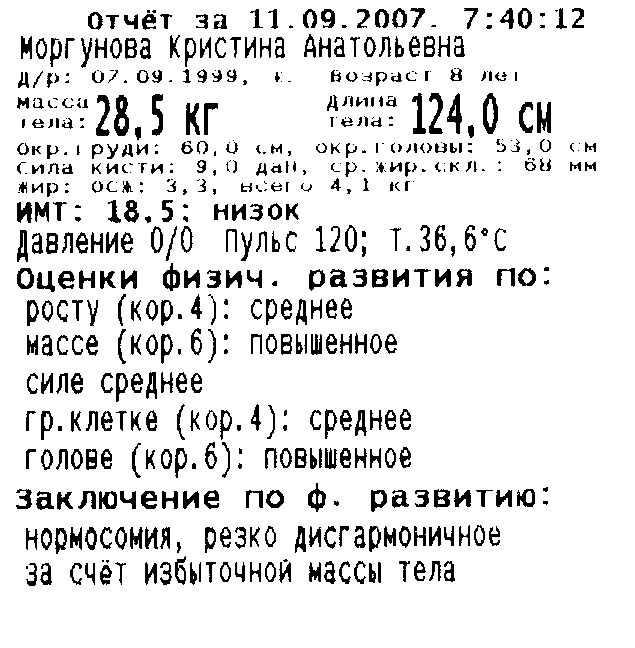 Отчёт за 11.09.2007. 7:40:12
Моргунова Кристина Анатольевна
Д/р: 07.09.1999, ж. Возраст 8 лет
масса тела: 28,5 кг длина тела: 124,0 см
Окр.груди: 60,0 см, окр.головы: 53,0 см
Сила кисти: 9,0 даН, ср.жир.скл.: 68 мм
жир: осж: 3,3, всего 4,1 кг
ИМТ: 18.5: низок
Давление 0/0 Пульс 120; Т.36,6°С
Оценки физич. развития по:
росту (кор.4): среднее
массе (кор.6): повышенное
силе среднее
гр.клетке (кор.4): среднее
голове (кор.6): повышенное
Заключение по ф. развитию:
нормосомия, резко дисгармоничное
за счёт избыточной массы тела